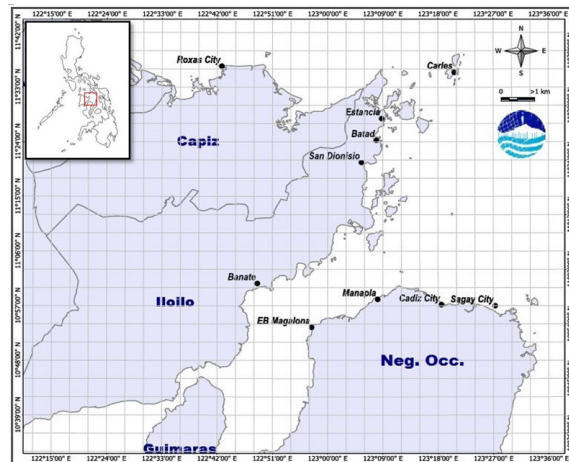 122°15'00" E 122°24'00" E 122°33'00" E 122°42'00" E 122°51'00" E 123°00'00" E 123°09'00" E 123°18'00" E 123°27'00" E 123°36'00" E
11°42'00" N
11°33'00" N
11°24'00" N
11°15'00" N
11°06'00" N
10°57'00" N
10°48'00" N
10°39'00" N
N
W E
S
0 >1 km
Roxas City
Carles
Estancia
Capiz
Batad
San Dionisio
Banate
Iloilo
Manapla
Cadiz City
Sagay City
EB Magalona
Neg. Occ.
Guimaras
122°15'00" E 122°24'00" E 122°33'00" E 122°42'00" E 122°51'00" E 123°00'00" E 123°09'00" E 123°18'00" E 123°27'00" E 123°36'00" E